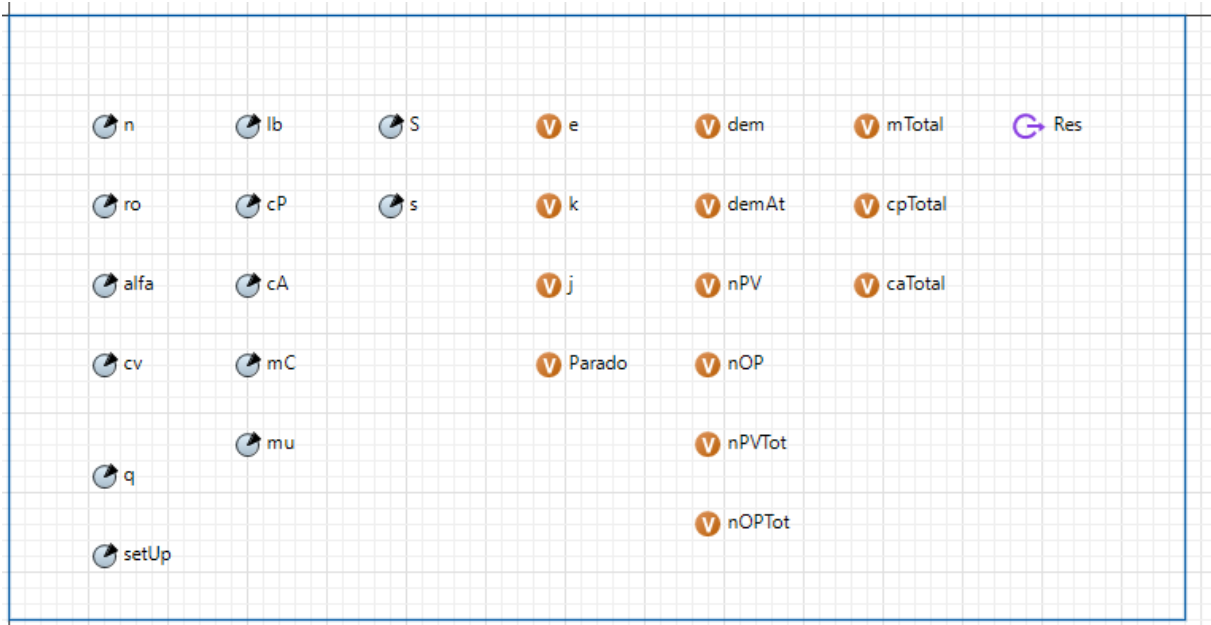 n lb S e dem mTotal Res
ro cP s k demAt cpTotal
alfa cA j nPV caTotal
cv mC Parado nOP
mu nPVTot
q
nOPTot
setUp